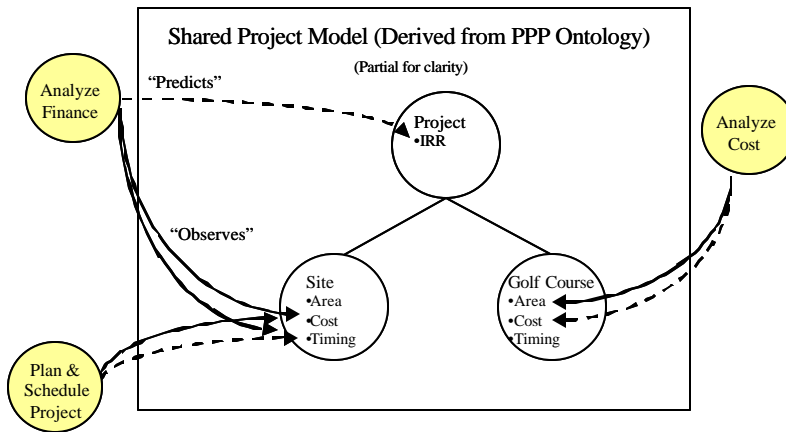 Shared Project Model (Derived from PPP Ontology)
(Partial for clarity)
Analyze
Finance
“Predicts”
Project
•IRR
Analyze
Cost
“Observes”
Site
•Area
•Cost
•Timing
Golf Course
•Area
•Cost
•Timing
Plan &
Schedule
Project